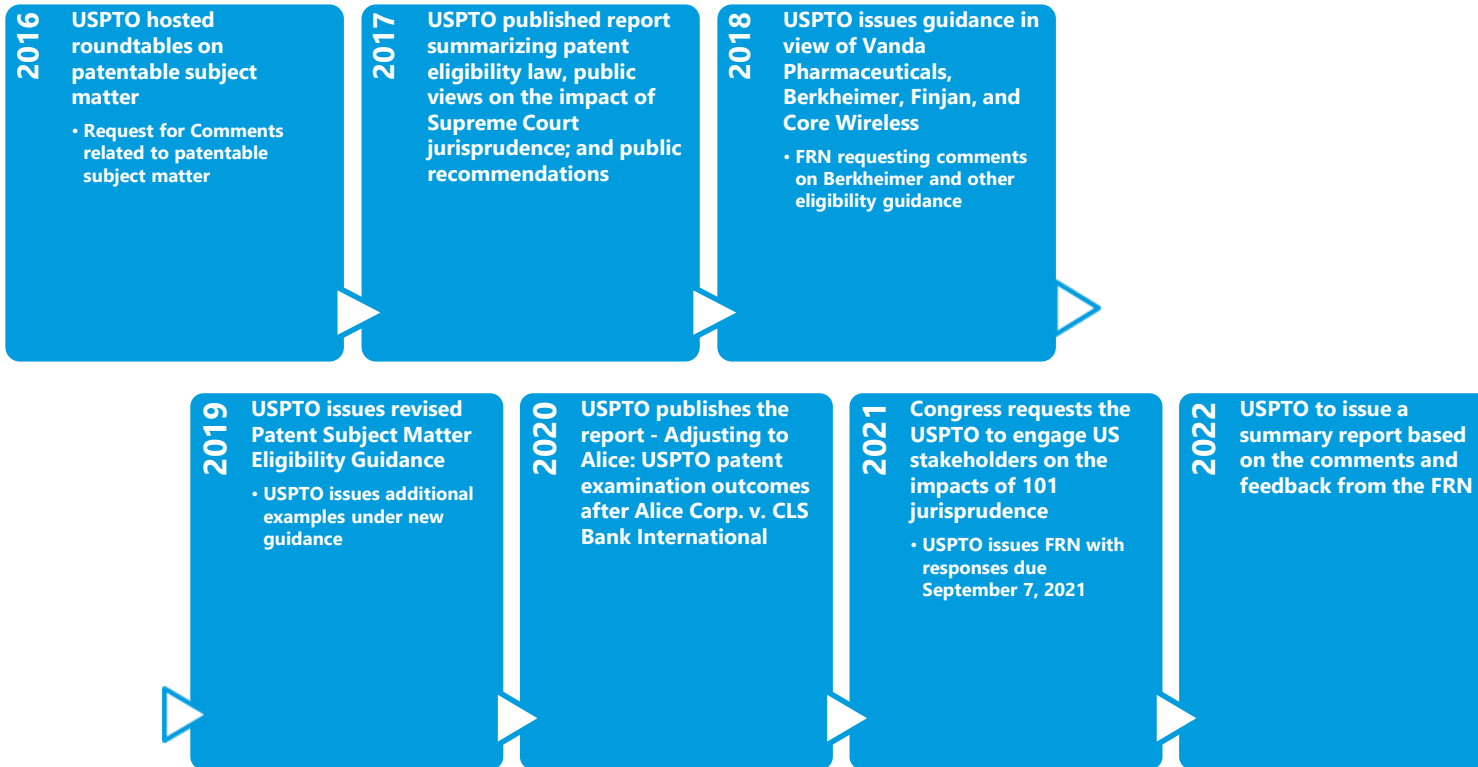 2016
USPTO hosted
roundtables on
patentable subject
matter
• Request for Comments
related to patentable
subject matter
2017
USPTO published report
summarizing patent
eligibility law, public
views on the impact of
Supreme Court
jurisprudence; and public
recommendations
2018
USPTO issues guidance in
view of Vanda
Pharmaceuticals,
Berkheimer, Finjan, and
Core Wireless
• FRN requesting comments
on Berkheimer and other
eligibility guidance
2019
USPTO issues revised
Patent Subject Matter
Eligibility Guidance
• USPTO issues additional
examples under new
guidance
2020
USPTO publishes the
report - Adjusting to
Alice: USPTO patent
examination outcomes
after Alice Corp. v. CLS
Bank International
2021
Congress requests the
USPTO to engage US
stakeholders on the
impacts of 101
jurisprudence
• USPTO issues FRN with
responses due
September 7, 2021
2022
USPTO to issue a
summary report based
on the comments and
feedback from the FRN